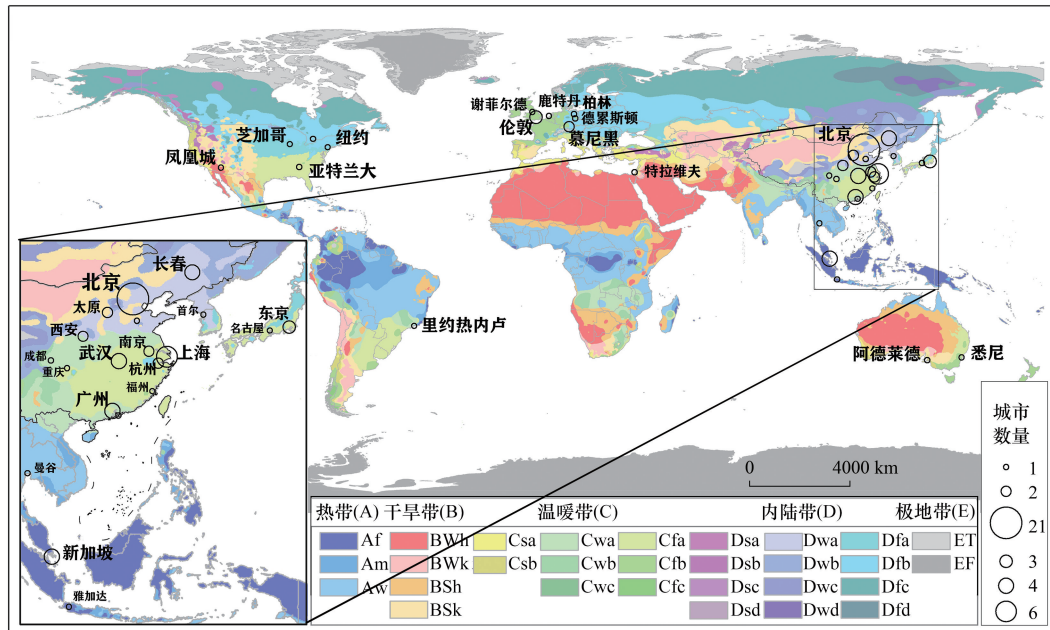 谢菲尔德
鹿特丹
柏林
伦敦
德累斯顿
慕尼黑
芝加哥
纽约
凤凰城
亚特兰大
特拉维夫
北京
里约热内卢
阿德莱德
悉尼
长春
北京
太原
首尔
东京
名古屋
西安
南京
上海
成都
武汉
杭州
重庆
福州
广州
曼谷
新加坡
雅加达
0 4000 km
城市
数量
1
2
21
3
4
6
热带(A) 干旱带(B) 温暖带(C) 内陆带(D) 极地带(E)
Af BWh Csa Cwa Cfa Dsa Dwa Dfa ET
Am BWk Csb Cwb Cfb Dsb Dwb Dfb EF
Aw BSh Cwc Cfc Dsc Dwc Dfc
BSk Dsd Dwd Dfd